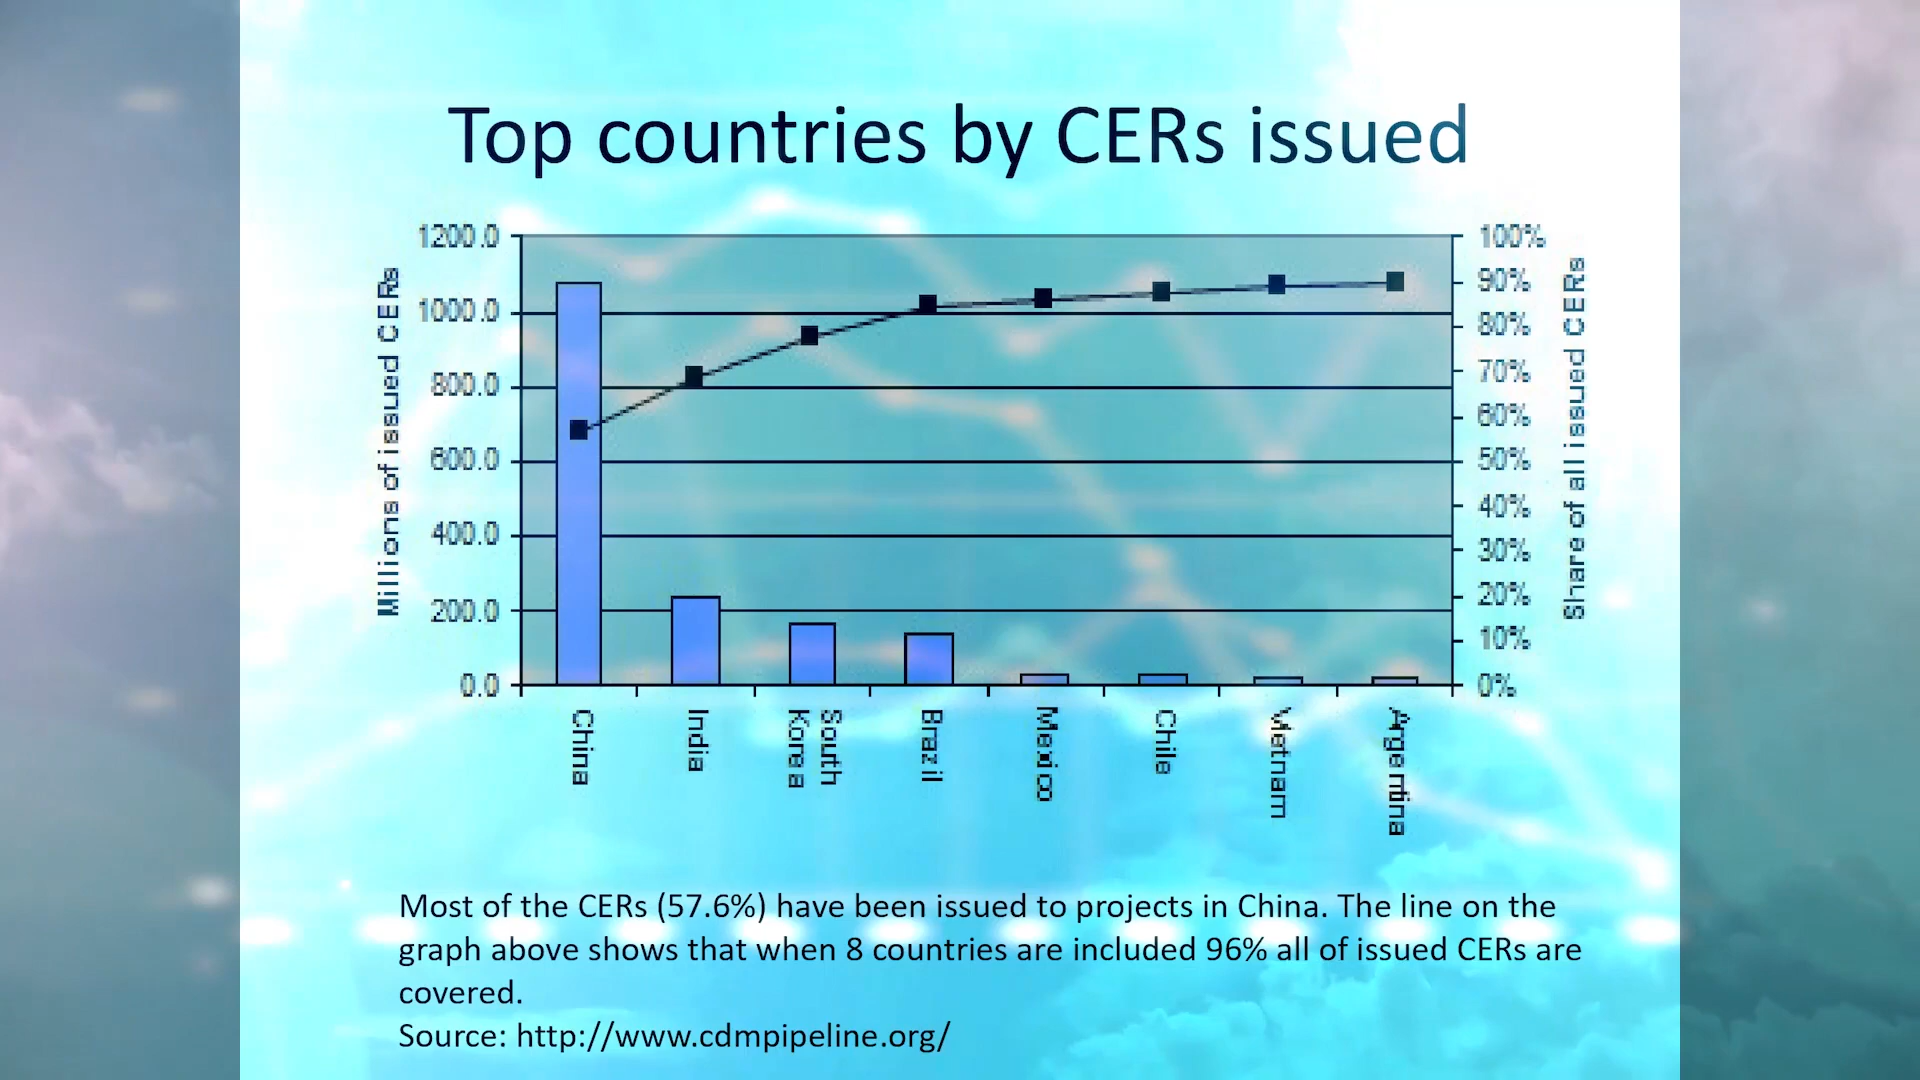 Top countries by CERs issued
1200.0
1000.0
800.0
600.0
400.0
200.0
0.0
Millions of issued CERs
100%
90%
80%
70%
60%
50%
40%
30%
20%
10%
0%
Share of all issued CERs
China
India
South
Korea
Brazil
Mexico
Chile
Vietnam
Argentina
Most of the CERs (57.6%) have been issued to projects in China. The line on the
graph above shows that when 8 countries are included 96% all of issued CERs are
covered.
Source: http://www.cdmpipeline.org/